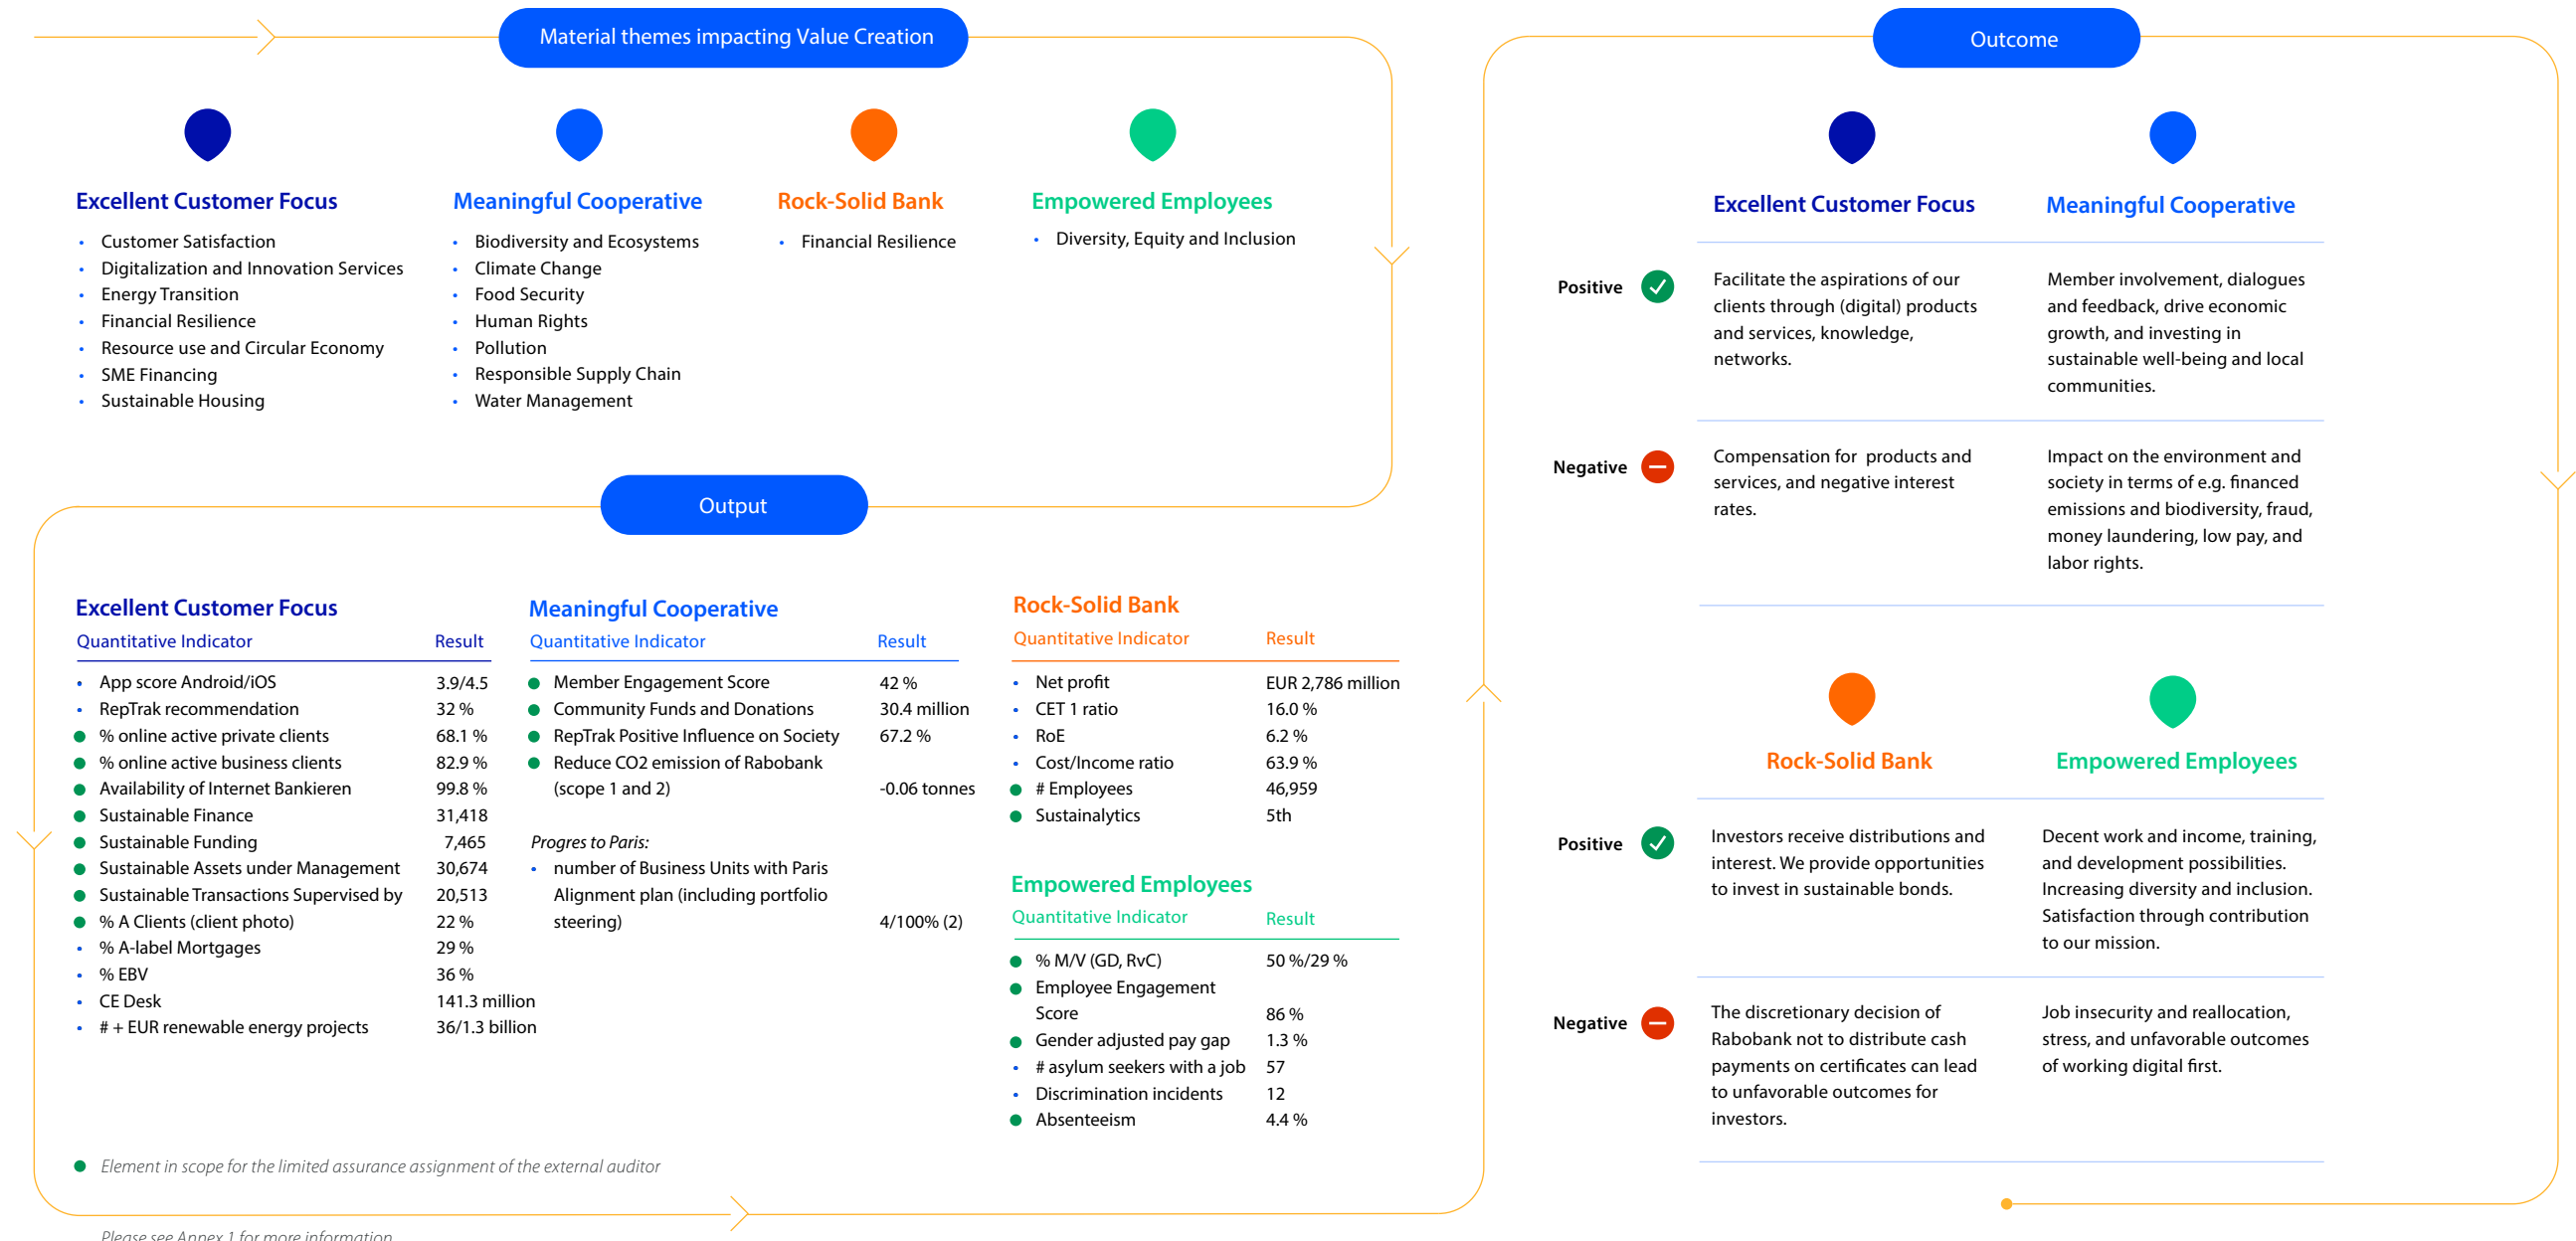 Material themes impacting Value Creation
Excellent Customer Focus
• Customer Satisfaction
• Digitalization and Innovation Services
• Energy Transition
• Financial Resilience
• Resource use and Circular Economy
• SME Financing
• Sustainable Housing
Meaningful Cooperative
• Biodiversity and Ecosystems
• Climate Change
• Food Security
• Human Rights
• Pollution
• Responsible Supply Chain
• Water Management
Rock-Solid Bank
• Financial Resilience
Empowered Employees
• Diversity, Equity and Inclusion
Output
Excellent Customer Focus
Quantitative Indicator Result
• App score Android/iOS 3.9/4.5
• RepTrak recommendation 32 %
% online active private clients 68.1 %
% online active business clients 82.9 %
Availability of Internet Bankieren 99.8 %
Sustainable Finance 31,418
Sustainable Funding 7,465
Sustainable Assets under Management 30,674
Sustainable Transactions Supervised by 20,513
% A Clients (client photo) 22 %
• % A-label Mortgages 29 %
• % EBV 36 %
• CE Desk 141.3 million
• # + EUR renewable energy projects 36/1.3 billion
Meaningful Cooperative
Quantitative Indicator Result
Member Engagement Score 42 %
Community Funds and Donations 30.4 million
RepTrak Positive Influence on Society 67.2 %
Reduce CO2 emission of Rabobank
(scope 1 and 2) -0.06 tonnes
Progres to Paris:
• number of Business Units with Paris
Alignment plan (including portfolio
steering) 4/100% (2)
Rock-Solid Bank
Quantitative Indicator Result
• Net profit EUR 2,786 million
• CET 1 ratio 16.0 %
• RoE 6.2 %
• Cost/Income ratio 63.9 %
# Employees 46,959
Sustainalytics 5th
Empowered Employees
Quantitative Indicator Result
% M/V (GD, RvC) 50 %/29 %
Employee Engagement
Score 86 %
Gender adjusted pay gap 1.3 %
• # asylum seekers with a job 57
• Discrimination incidents 12
Absenteeism 4.4 %
Element in scope for the limited assurance assignment of the external auditor
Please see Annex 1 for more information
Outcome
Excellent Customer Focus
Meaningful Cooperative
Positive
Facilitate the aspirations of our
clients through (digital) products
and services, knowledge,
networks.
Member involvement, dialogues
and feedback, drive economic
growth, and investing in
sustainable well-being and local
communities.
Negative
Compensation for products and
services, and negative interest
rates.
Impact on the environment and
society in terms of e.g. financed
emissions and biodiversity, fraud,
money laundering, low pay, and
labor rights.
Rock-Solid Bank
Empowered Employees
Positive
Investors receive distributions and
interest. We provide opportunities
to invest in sustainable bonds.
Decent work and income, training,
and development possibilities.
Increasing diversity and inclusion.
Satisfaction through contribution
to our mission.
Negative
The discretionary decision of
Rabobank not to distribute cash
payments on certificates can lead
to unfavorable outcomes for
investors.
Job insecurity and reallocation,
stress, and unfavorable outcomes
of working digital first.